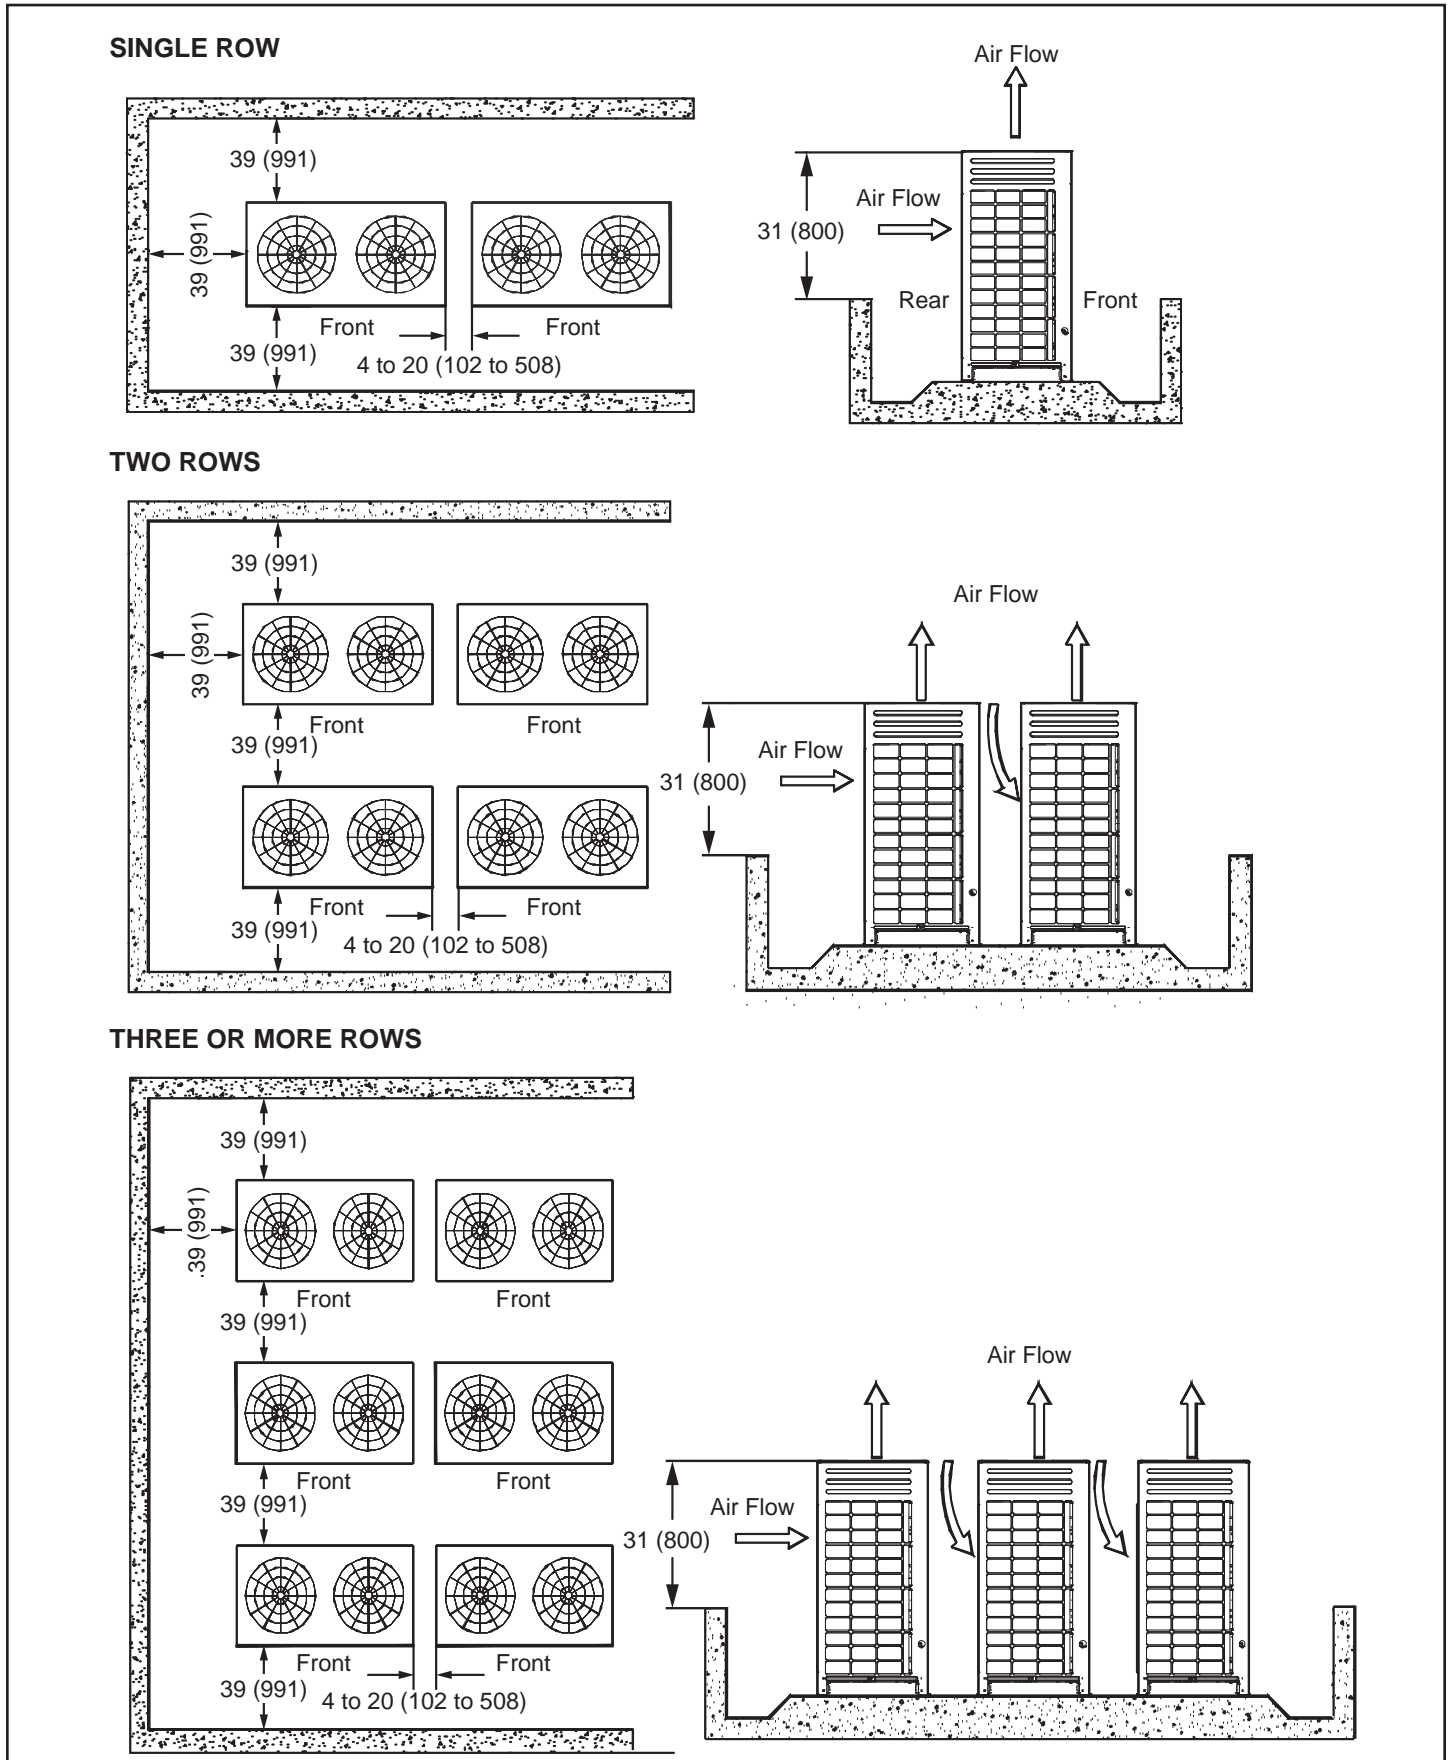 SINGLE ROW
Air Flow
39 (991)
39 (991)
Air Flow
31 (800)
Rear
Front
Front
Front
39 (991)
4 to 20 (102 to 508)
TWO ROWS
39 (991)
39 (991)
Air Flow
Front
Front
39 (991)
Air Flow
31 (800)
Front
Front
39 (991)
4 to 20 (102 to 508)
THREE OR MORE ROWS
39 (991)
.39 (991)
Front
Front
39 (991)
Air Flow
Front
Front
39 (991)
Air Flow
31 (800)
Front
Front
39 (991)
4 to 20 (102 to 508)